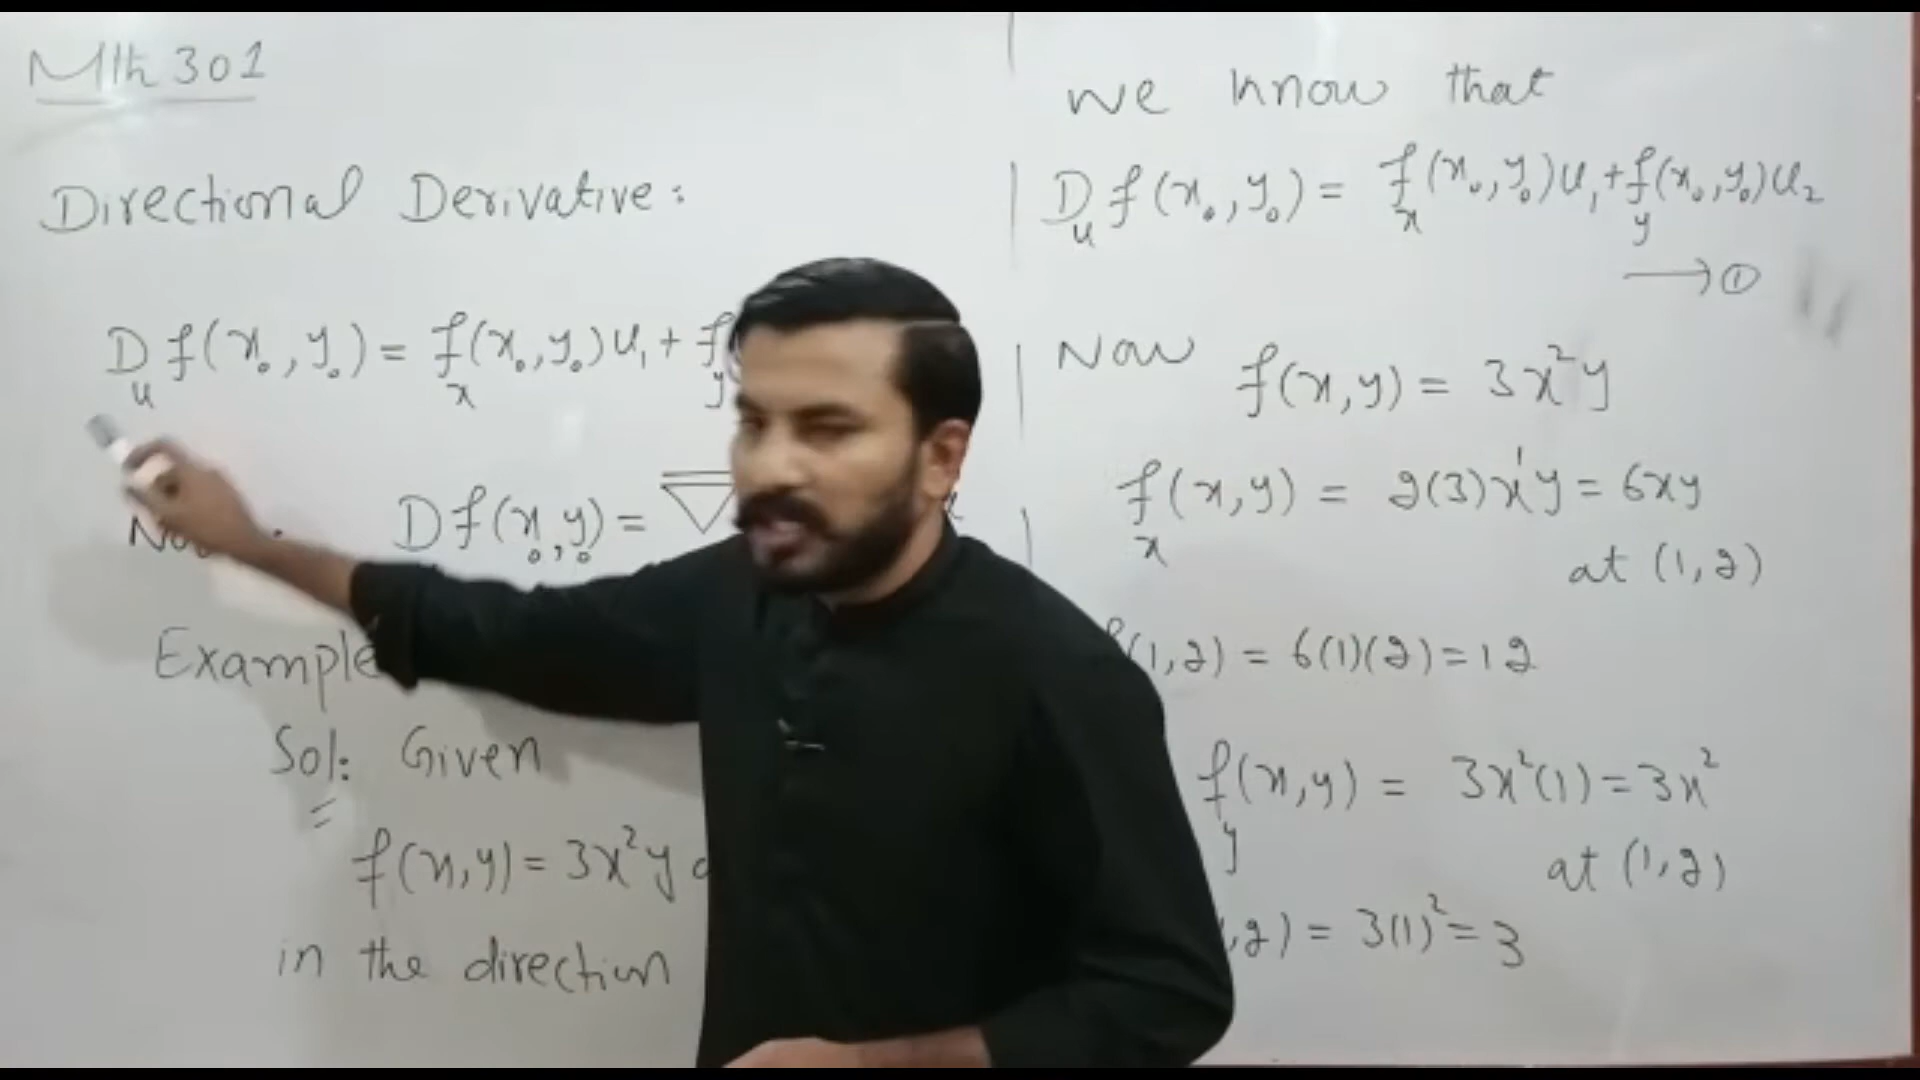 Mth 301
Directional Derivative:
D_u f(x₀, y₀) = f_x(x₀, y₀)u₁ + f_y
D f(x₀, y₀) = ∇
Example
Sol: Given
f(x,y) = 3x²y
in the direction
we know that
D_u f(x₀, y₀) = f_x(x₀, y₀)u₁ + f_y(x₀, y₀)u₂
→ ①
Now f(x,y) = 3x²y
f_x(x,y) = 2(3)x¹y = 6xy
at (1,2)
(1,2) = 6(1)(2) = 12
f_y(x,y) = 3x²(1) = 3x²
at (1,2)
,2) = 3(1)² = 3